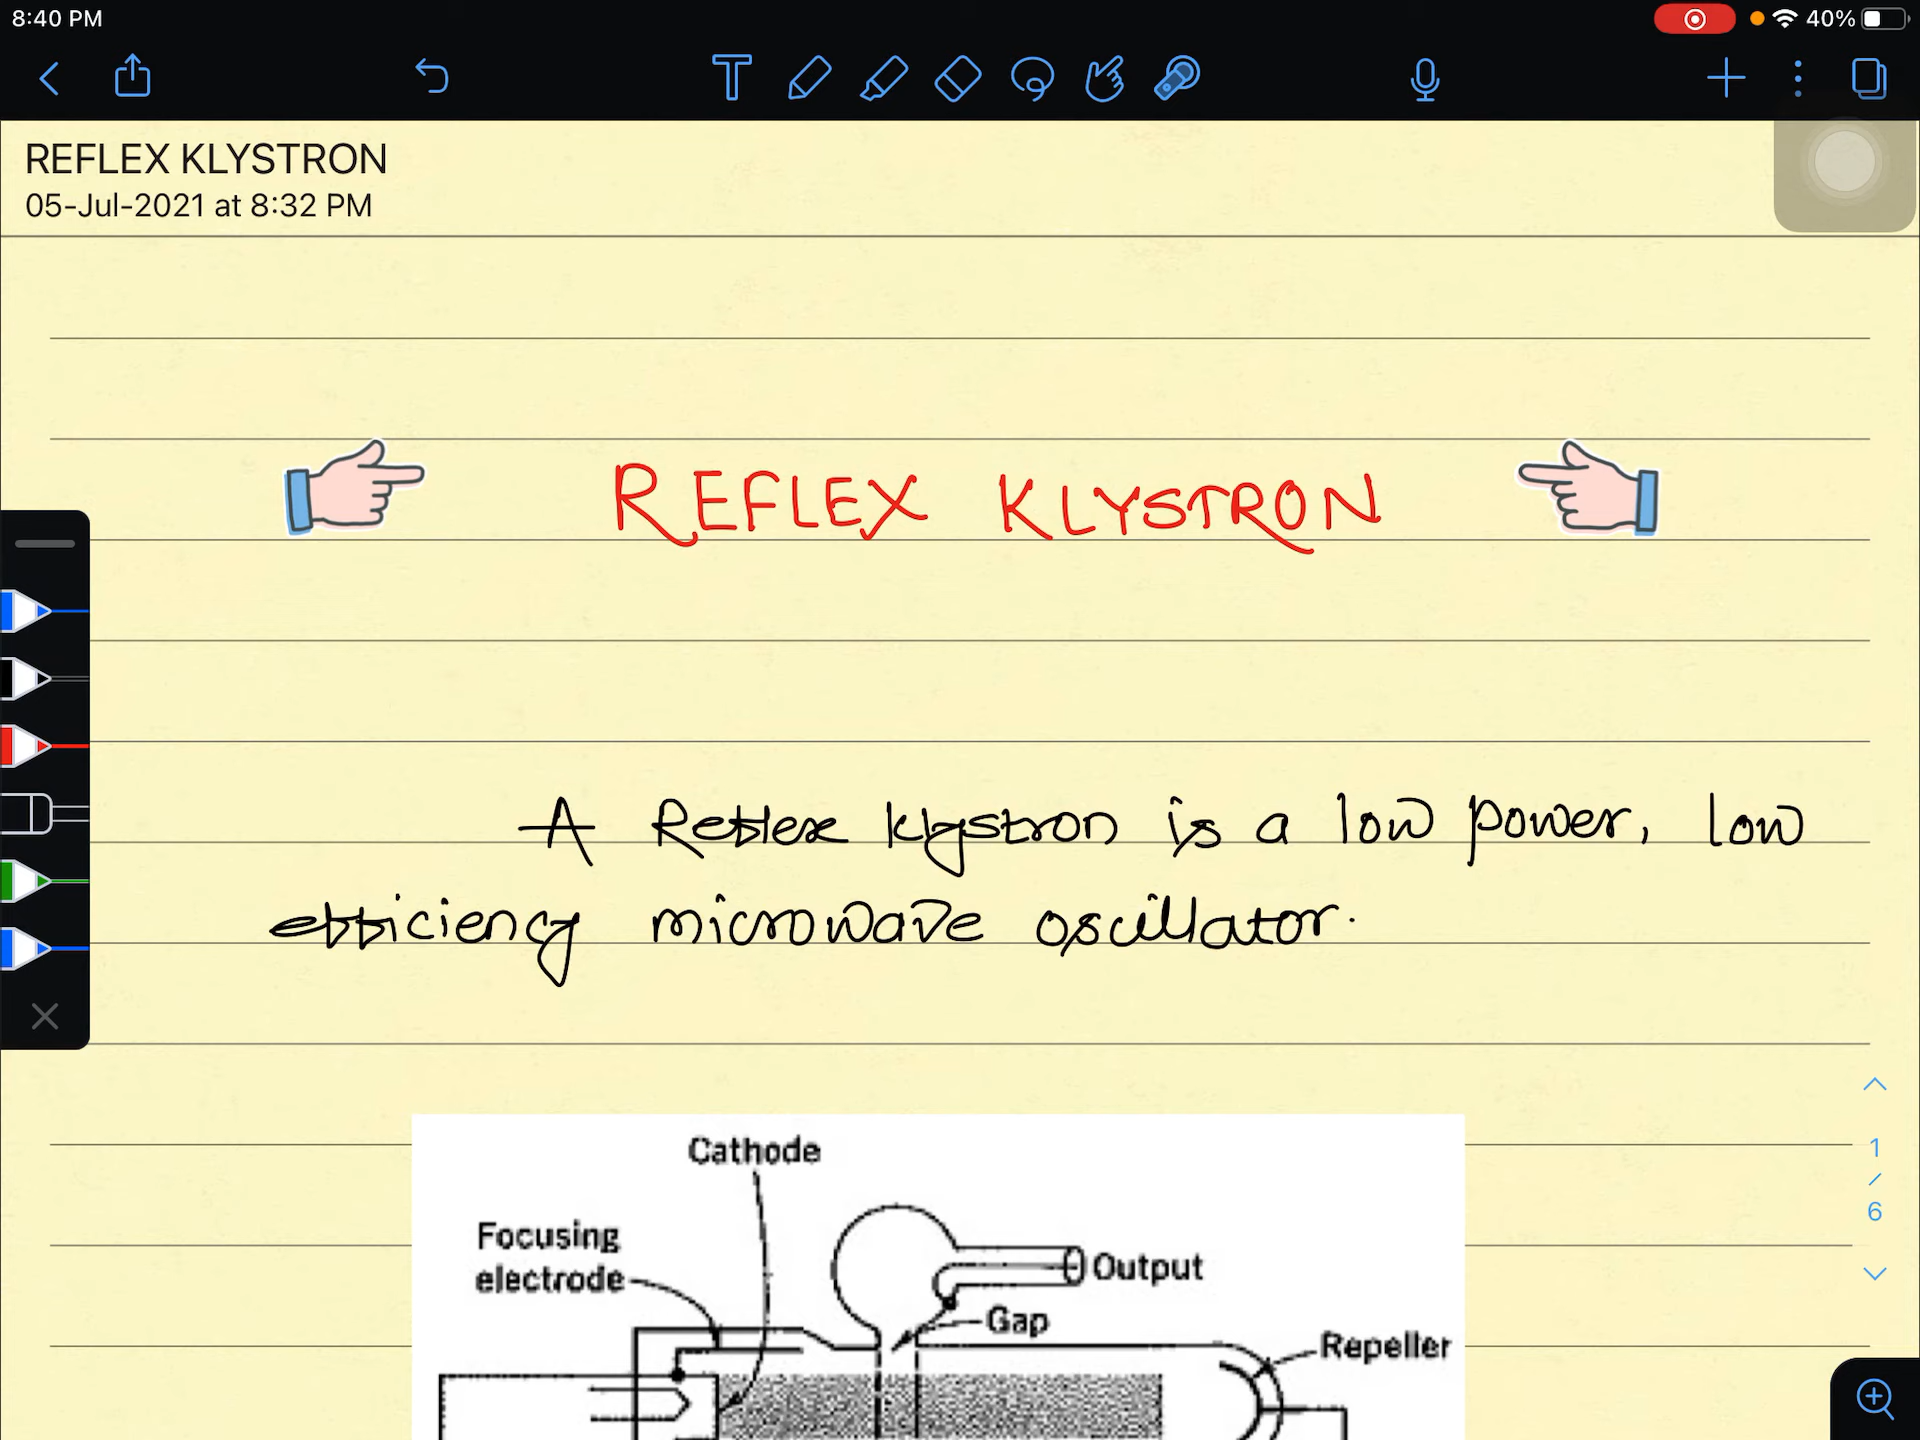 8:40 PM
40%
REFLEX KLYSTRON
05-Jul-2021 at 8:32 PM
REFLEX KLYSTRON
A Reflex klystron is a low power, low
efficiency microwave oscillator.
Cathode
Focusing
electrode
Output
Gap
Repeller
1
/
6